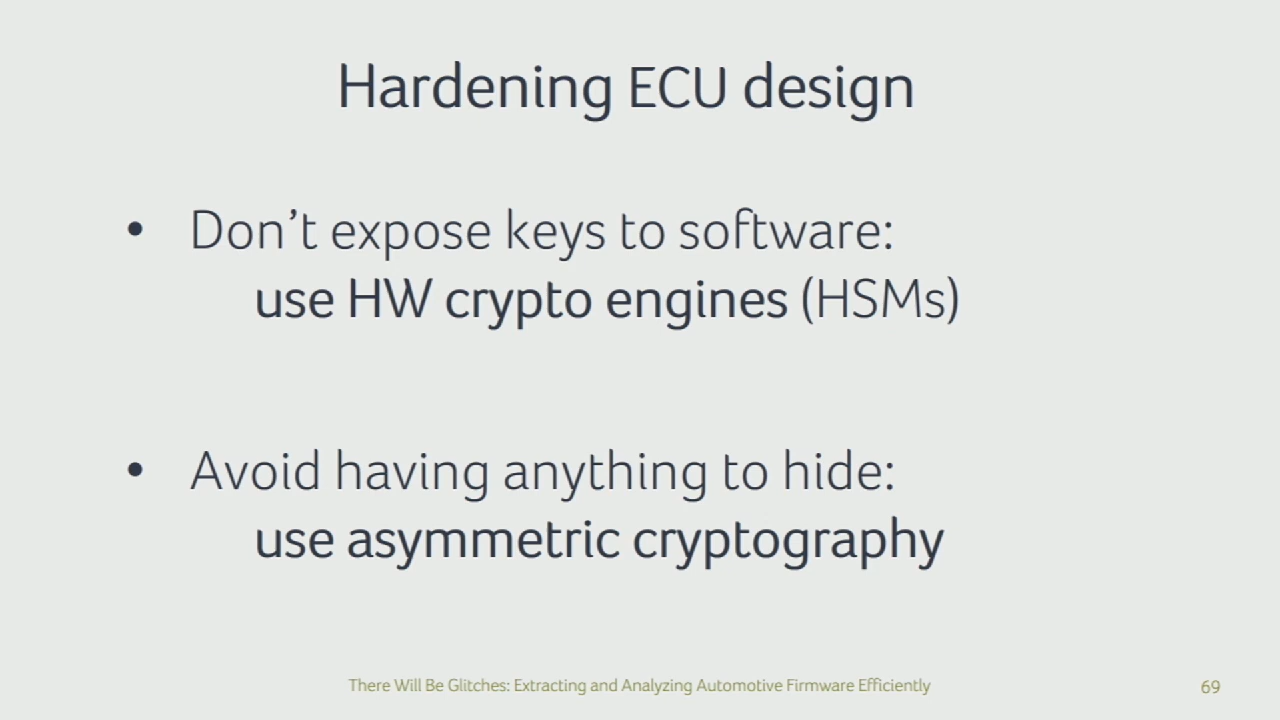 Hardening ECU design
• Don’t expose keys to software:
use HW crypto engines (HSMs)
• Avoid having anything to hide:
use asymmetric cryptography
There Will Be Glitches: Extracting and Analyzing Automotive Firmware Efficiently
69